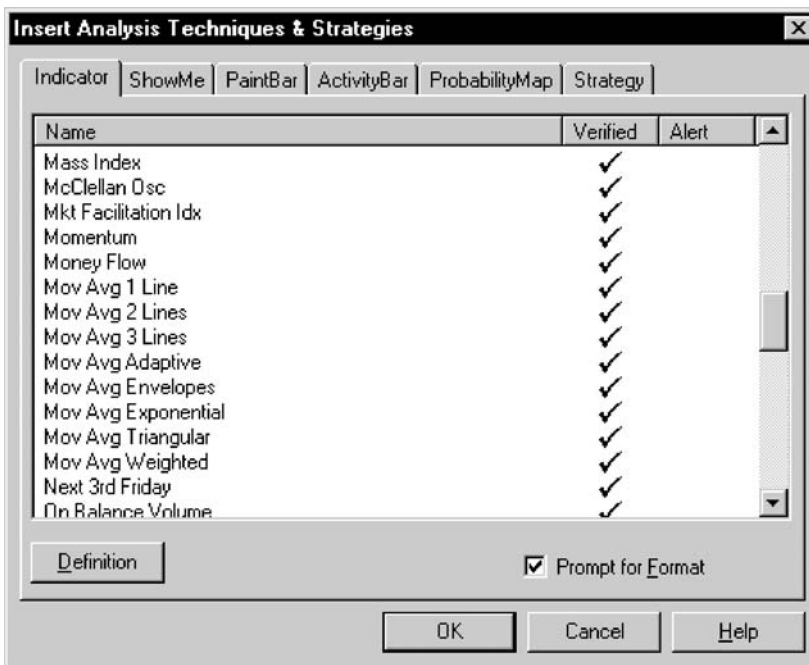 Insert Analysis Techniques & Strategies
Indicator ShowMe PaintBar ActivityBar ProbabilityMap Strategy
Name Verified Alert
Mass Index
McClellan Osc
Mkt Facilitation Idx
Momentum
Money Flow
Mov Avg 1 Line
Mov Avg 2 Lines
Mov Avg 3 Lines
Mov Avg Adaptive
Mov Avg Envelopes
Mov Avg Exponential
Mov Avg Triangular
Mov Avg Weighted
Next 3rd Friday
On Balance Volume
Definition Prompt for Format
OK Cancel Help